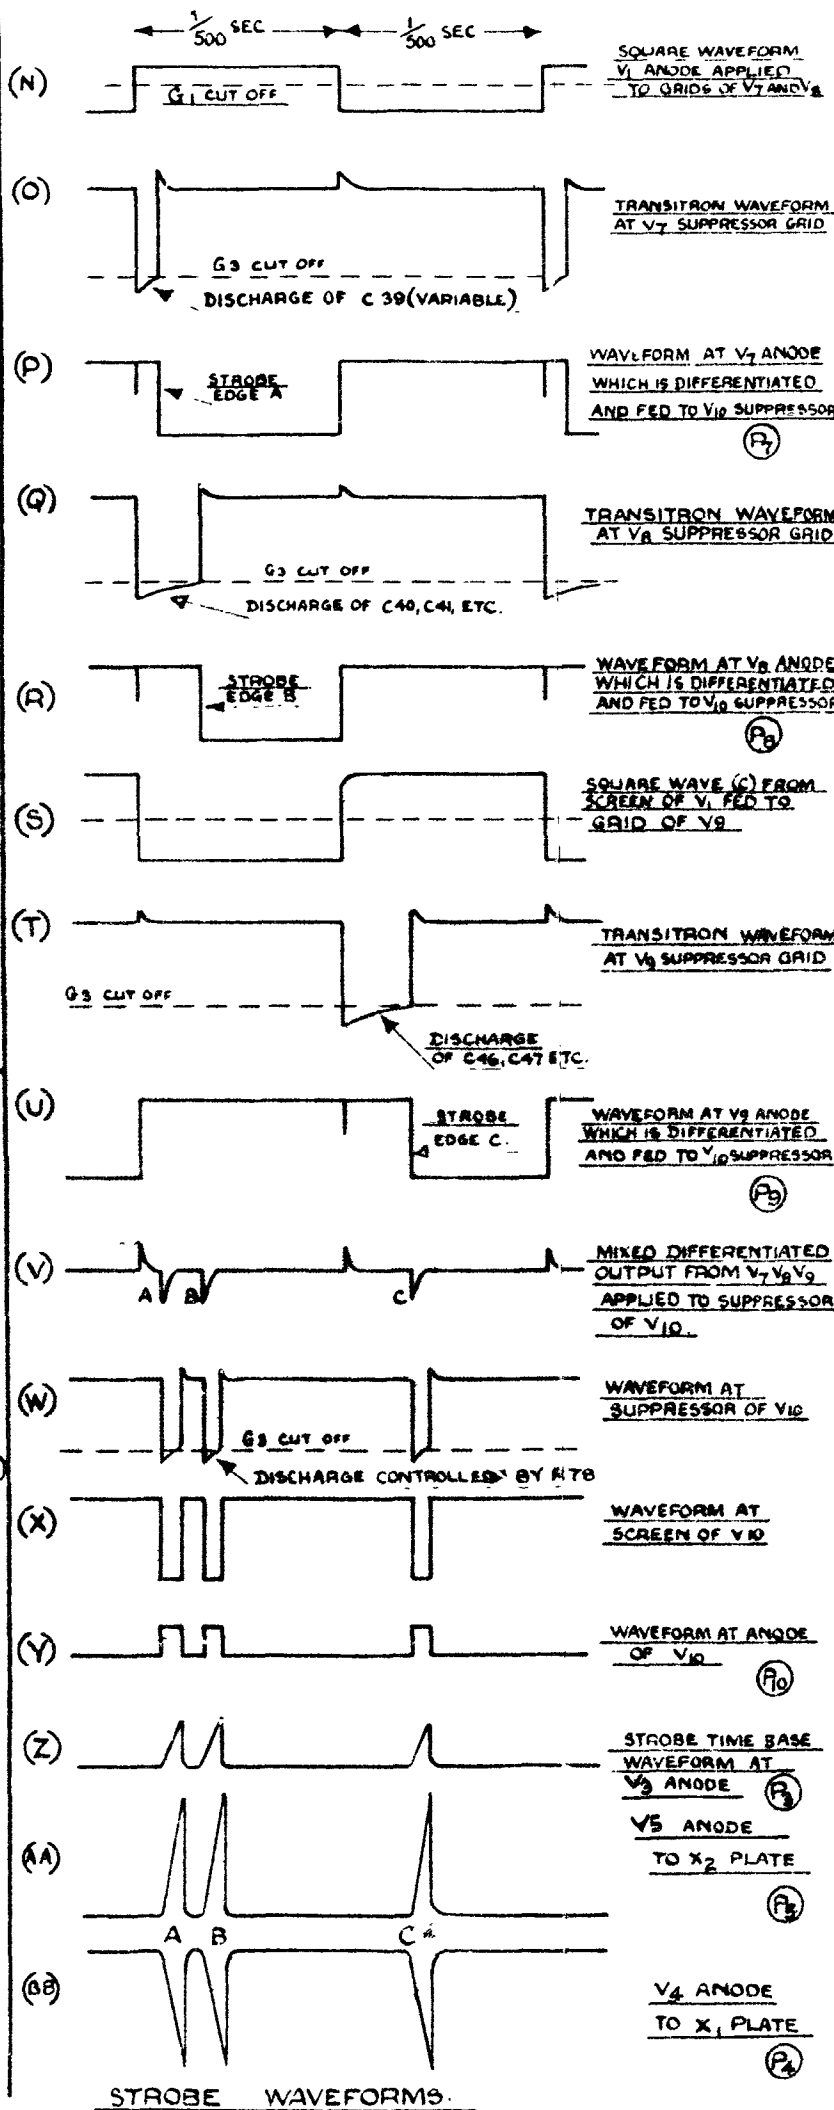 1/500 SEC 1/500 SEC
(N)
G1 CUT OFF
SQUARE WAVEFORM
V1 ANODE APPLIED
TO GRIDS OF V7 AND V8
(O)
G3 CUT OFF
DISCHARGE OF C 39 (VARIABLE)
TRANSITRON WAVEFORM
AT V7 SUPPRESSOR GRID
(P)
STROBE
EDGE A
WAVEFORM AT V7 ANODE
WHICH IS DIFFERENTIATED
AND FED TO V10 SUPPRESSOR
P7
(Q)
G3 CUT OFF
DISCHARGE OF C40, C41, ETC.
TRANSITRON WAVEFORM
AT V8 SUPPRESSOR GRID
(R)
STROBE
EDGE B
WAVEFORM AT V8 ANODE
WHICH IS DIFFERENTIATED
AND FED TO V10 SUPPRESSOR
P8
(S)
SQUARE WAVE (C) FROM
SCREEN OF V1 FED TO
GRID OF V9
(T)
G3 CUT OFF
DISCHARGE
OF C46, C47 ETC.
TRANSITRON WAVEFORM
AT V9 SUPPRESSOR GRID
(U)
STROBE
EDGE C.
WAVEFORM AT V9 ANODE
WHICH IS DIFFERENTIATED
AND FED TO V10 SUPPRESSOR
P9
(V)
A B C
MIXED DIFFERENTIATED
OUTPUT FROM V7 V8 V9
APPLIED TO SUPPRESSOR
OF V10.
(W)
G3 CUT OFF
DISCHARGE CONTROLLED BY R78
WAVEFORM AT
SUPPRESSOR OF V10
(X)
WAVEFORM AT
SCREEN OF V10
(Y)
WAVEFORM AT ANODE
OF V10
P10
(Z)
STROBE TIME BASE
WAVEFORM AT
V3 ANODE P3
(AA)
V5 ANODE
TO X2 PLATE
P5
A B C
(BB)
V4 ANODE
TO X1 PLATE
P4
STROBE WAVEFORMS.